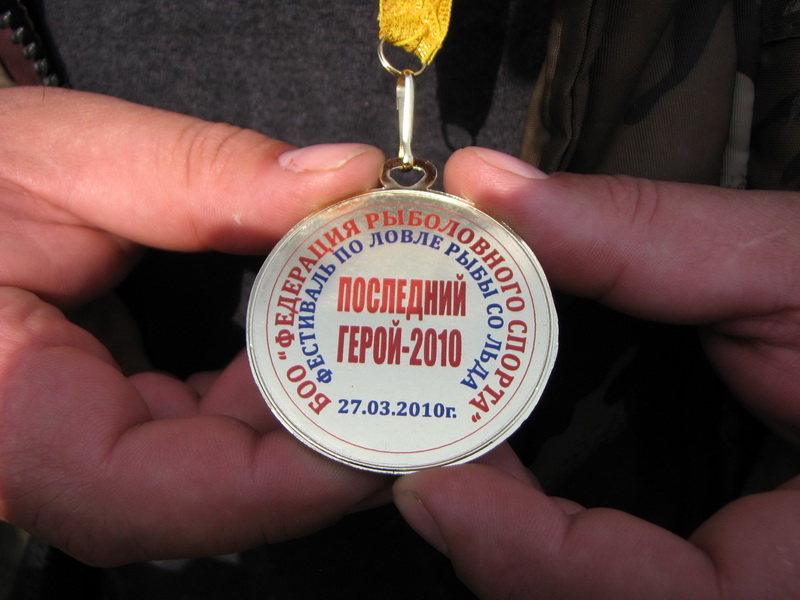 БОО "ФЕДЕРАЦИЯ РЫБОЛОВНОГО СПОРТА"
ФЕСТИВАЛЬ ПО ЛОВЛЕ РЫБЫ СО ЛЬДА
ПОСЛЕДНИЙ
ГЕРОЙ-2010
27.03.2010г.